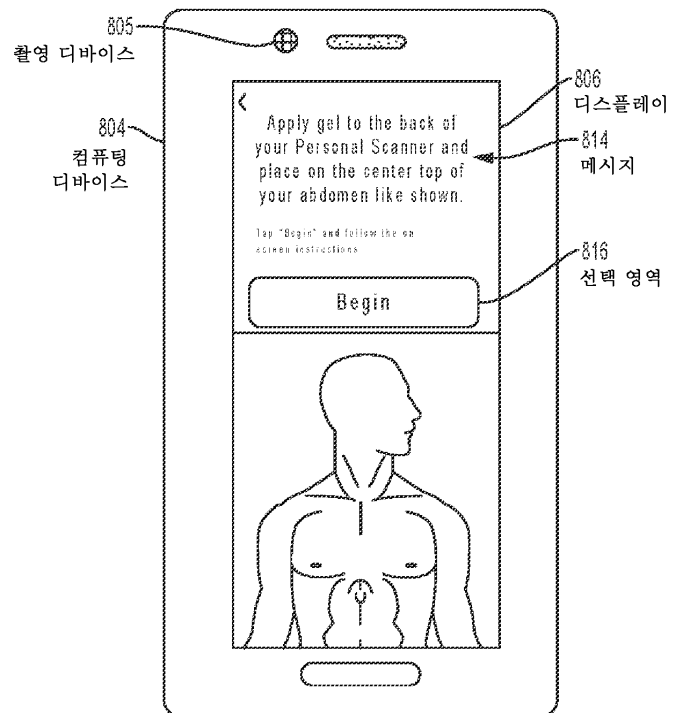 805
촬영 디바이스
804
컴퓨팅
디바이스
<
Apply gel to the back of
your Personal Scanner and
place on the center top of
your abdomen like shown.
Tap "Begin" and follow the on
screen instructions
Begin
806
디스플레이
814
메시지
816
선택 영역